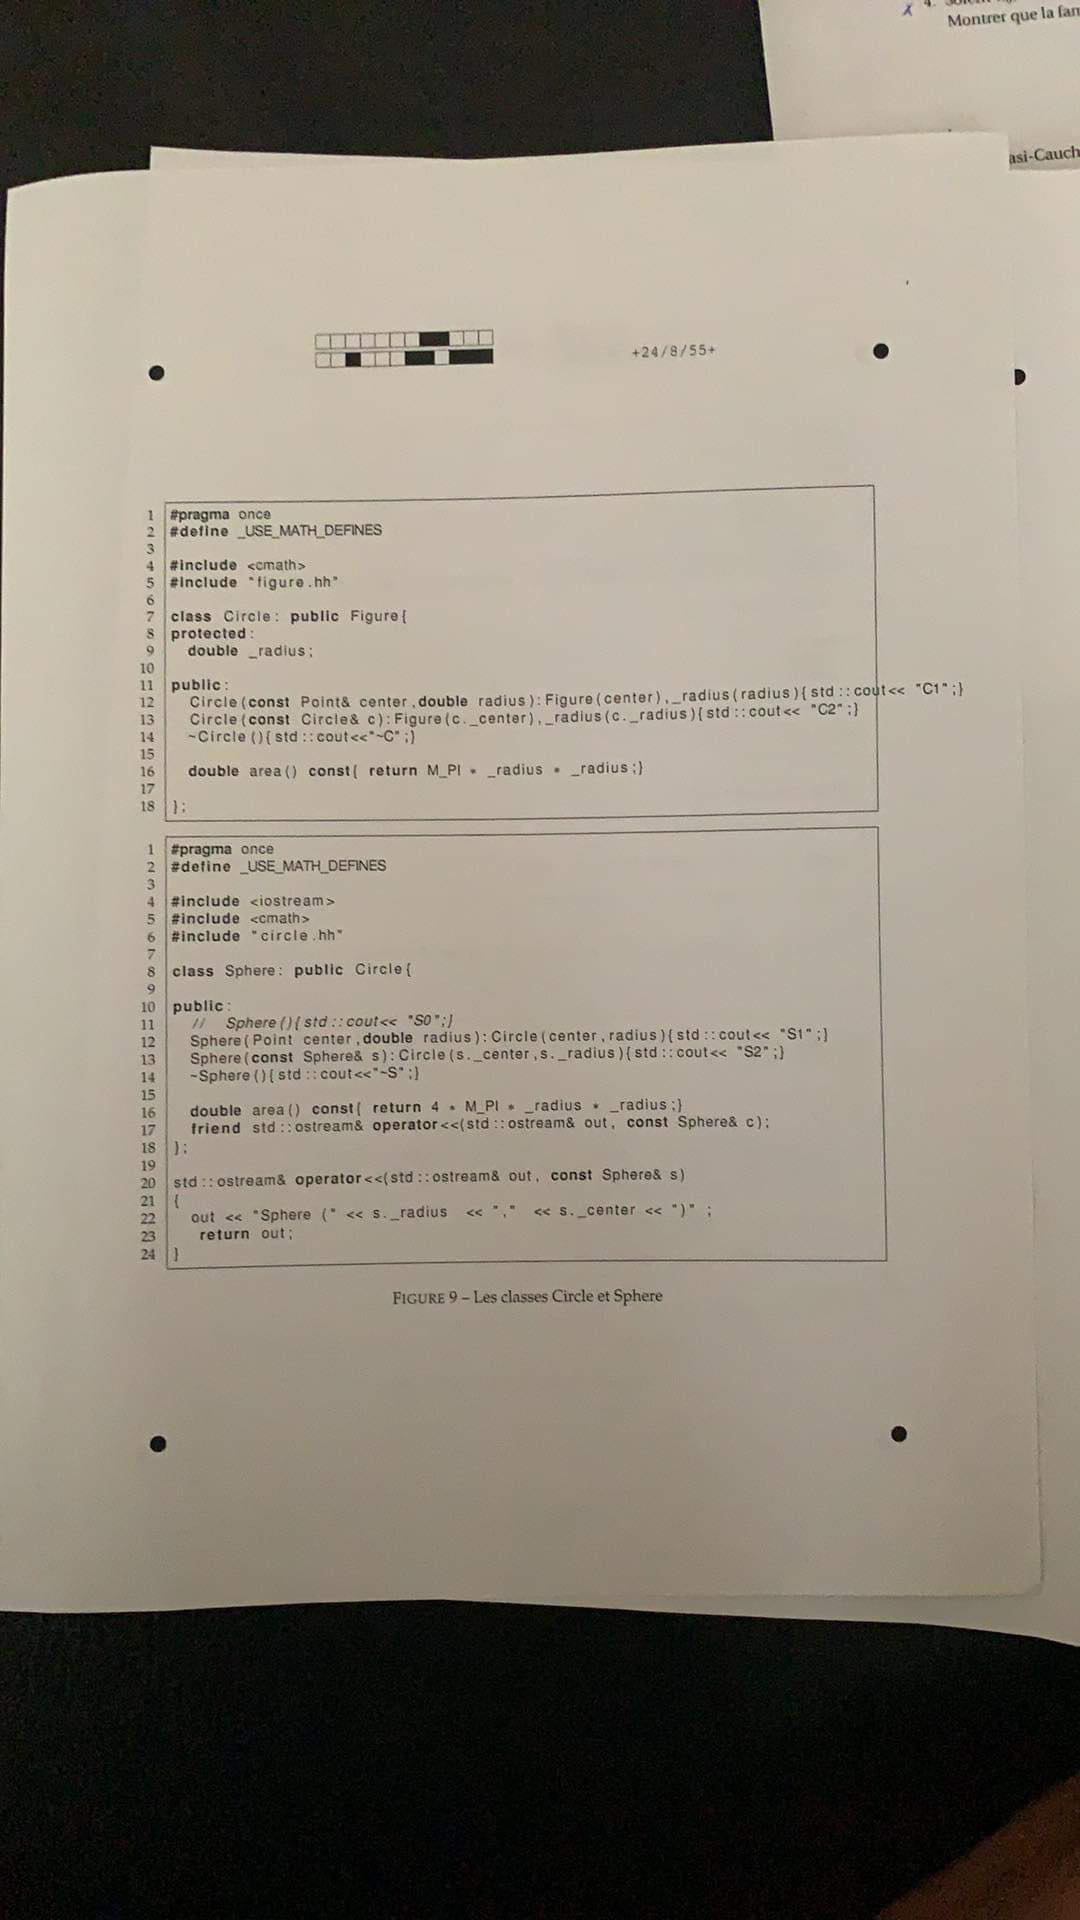 Montrer que la fam
asi-Cauch
+24/8/55+
1 #pragma once
2 #define _USE_MATH_DEFINES
3
4 #include <cmath>
5 #include "figure.hh"
6
7 class Circle: public Figure{
8 protected:
9 double _radius;
10
11 public:
12 Circle(const Point& center,double radius):Figure(center),_radius(radius){std::cout<< "C1";}
13 Circle(const Circle& c):Figure(c._center),_radius(c._radius){std::cout<< "C2";}
14 ~Circle(){std::cout<<"~C";}
15
16 double area() const{ return M_PI * _radius * _radius;}
17
18 };
1 #pragma once
2 #define _USE_MATH_DEFINES
3
4 #include <iostream>
5 #include <cmath>
6 #include "circle.hh"
7
8 class Sphere: public Circle{
9
10 public:
11 // Sphere(){std::cout<< "S0";}
12 Sphere(Point center,double radius):Circle(center,radius){std::cout<< "S1";}
13 Sphere(const Sphere& s):Circle(s._center,s._radius){std::cout<< "S2";}
14 ~Sphere(){std::cout<<"~S";}
15
16 double area() const{ return 4 * M_PI * _radius * _radius;}
17 friend std::ostream& operator<<(std::ostream& out, const Sphere& c);
18 };
19
20 std::ostream& operator<<(std::ostream& out, const Sphere& s)
21 {
22 out << "Sphere (" << s._radius << "," << s._center << ")" ;
23 return out;
24 }
FIGURE 9 – Les classes Circle et Sphere